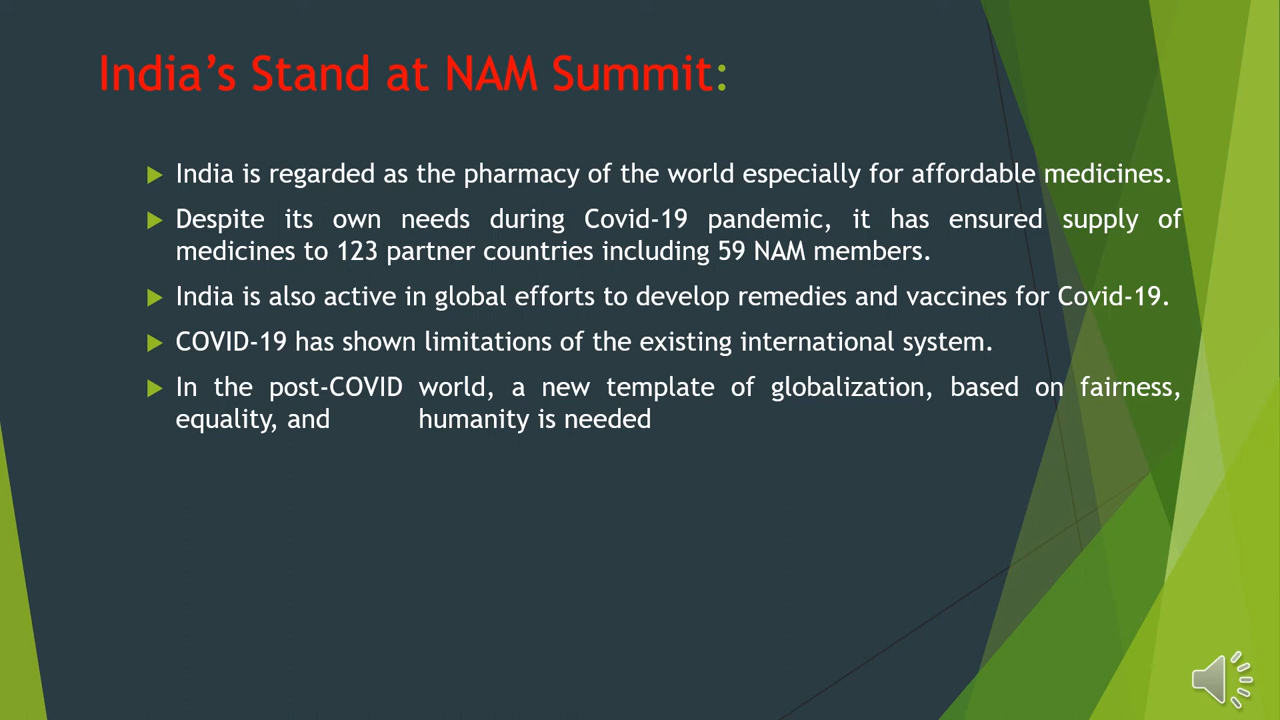 India’s Stand at NAM Summit:
India is regarded as the pharmacy of the world especially for affordable medicines.
Despite its own needs during Covid-19 pandemic, it has ensured supply of
medicines to 123 partner countries including 59 NAM members.
India is also active in global efforts to develop remedies and vaccines for Covid-19.
COVID-19 has shown limitations of the existing international system.
In the post-COVID world, a new template of globalization, based on fairness,
equality, and humanity is needed